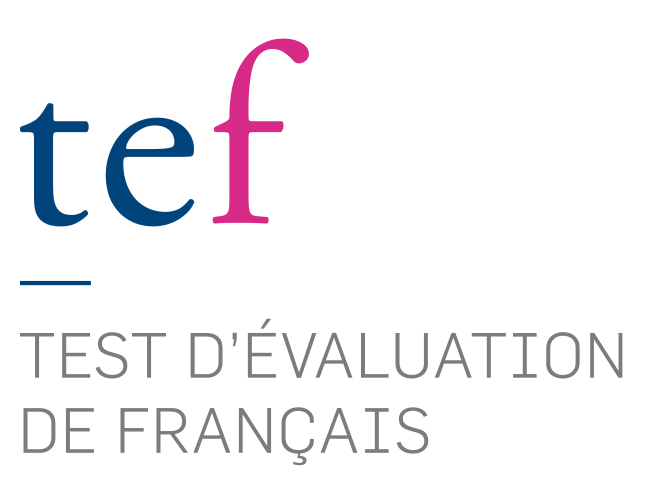 tef
TEST D'ÉVALUATION
DE FRANÇAIS